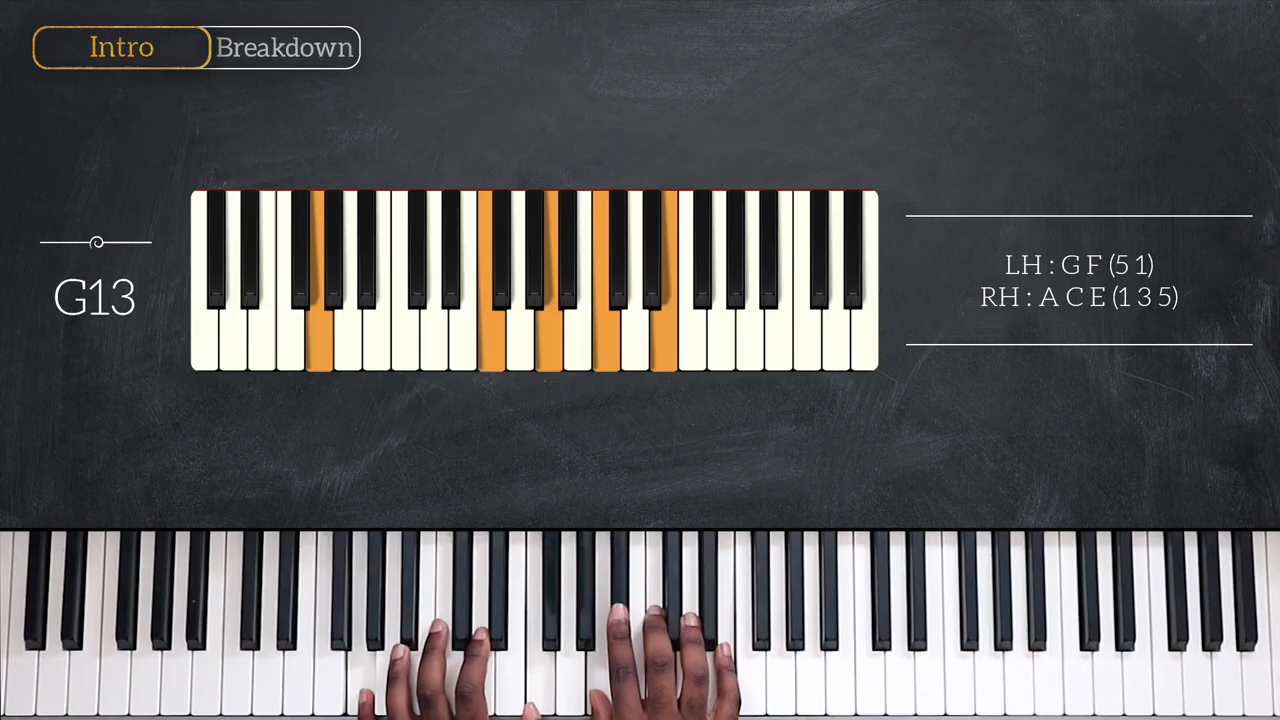 Intro
Breakdown
G13
LH : G F (5 1)
RH : A C E (1 3 5)